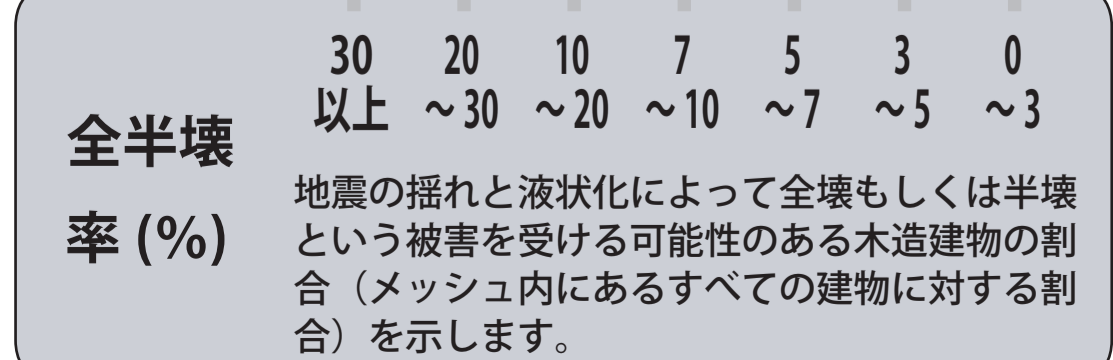 全半壊
率 (%)
30 20 10 7 5 3 0
以上 ~30 ~20 ~10 ~7 ~5 ~3
地震の揺れと液状化によって全壊もしくは半壊
という被害を受ける可能性のある木造建物の割
合（メッシュ内にあるすべての建物に対する割
合）を示します。